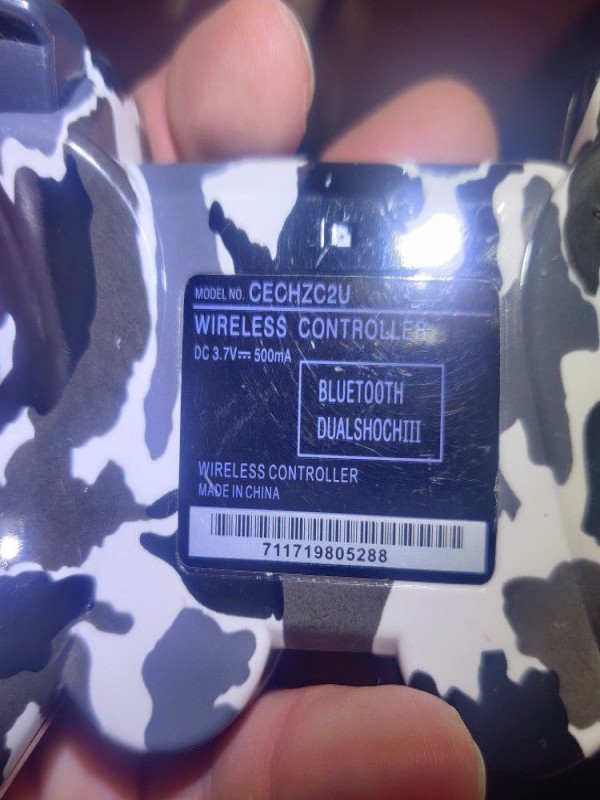 MODEL NO. CECHZC2U
WIRELESS CONTROLLER
DC 3.7V⎓ 500mA
BLUETOOTH
DUALSHOCHIII
WIRELESS CONTROLLER
MADE IN CHINA
711719805288